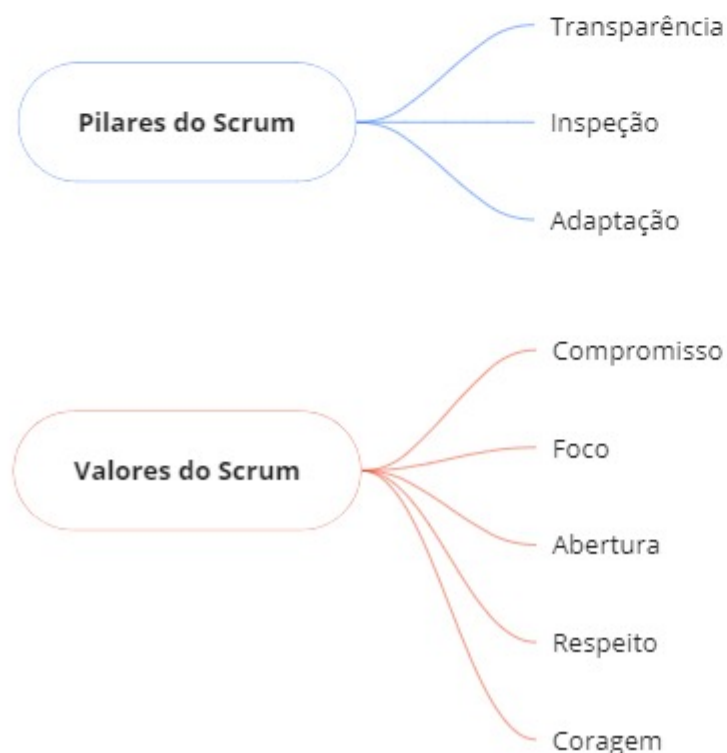 Pilares do Scrum
Transparência
Inspeção
Adaptação
Valores do Scrum
Compromisso
Foco
Abertura
Respeito
Coragem